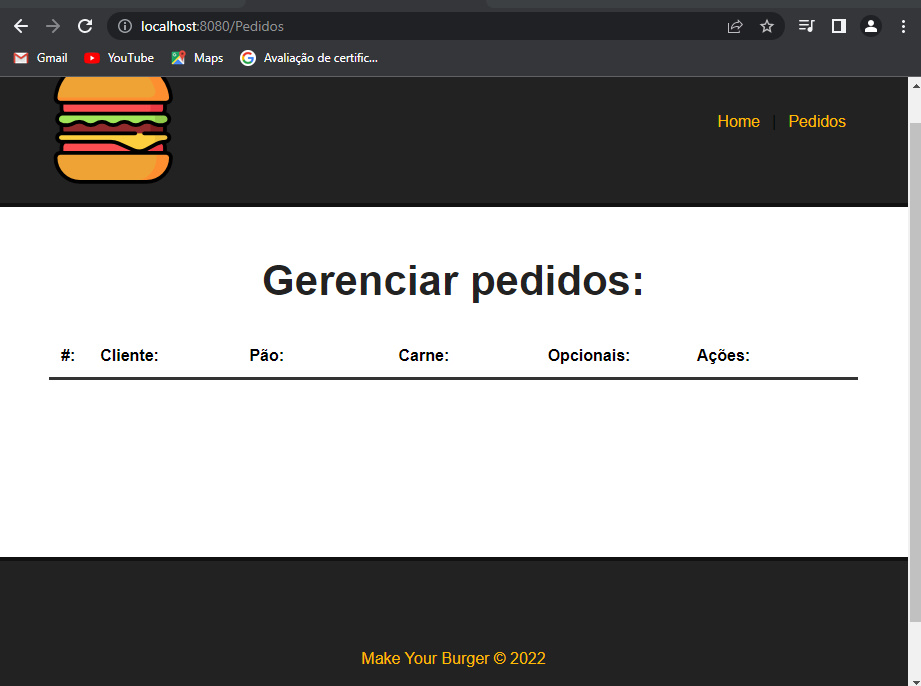 localhost:8080/Pedidos
Gmail YouTube Maps Avaliação de certific...
Home | Pedidos
Gerenciar pedidos:
#: Cliente: Pão: Carne: Opcionais: Ações:
Make Your Burger © 2022